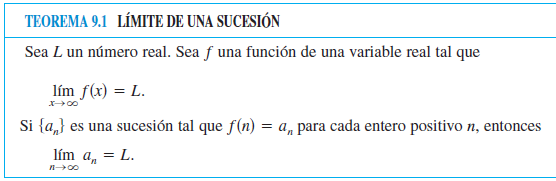 TEOREMA 9.1 LÍMITE DE UNA SUCESIÓN
Sea L un número real. Sea f una función de una variable real tal que
lím f(x) = L.
x→∞
Si {aₙ} es una sucesión tal que f(n) = aₙ para cada entero positivo n, entonces
lím aₙ = L.
n→∞